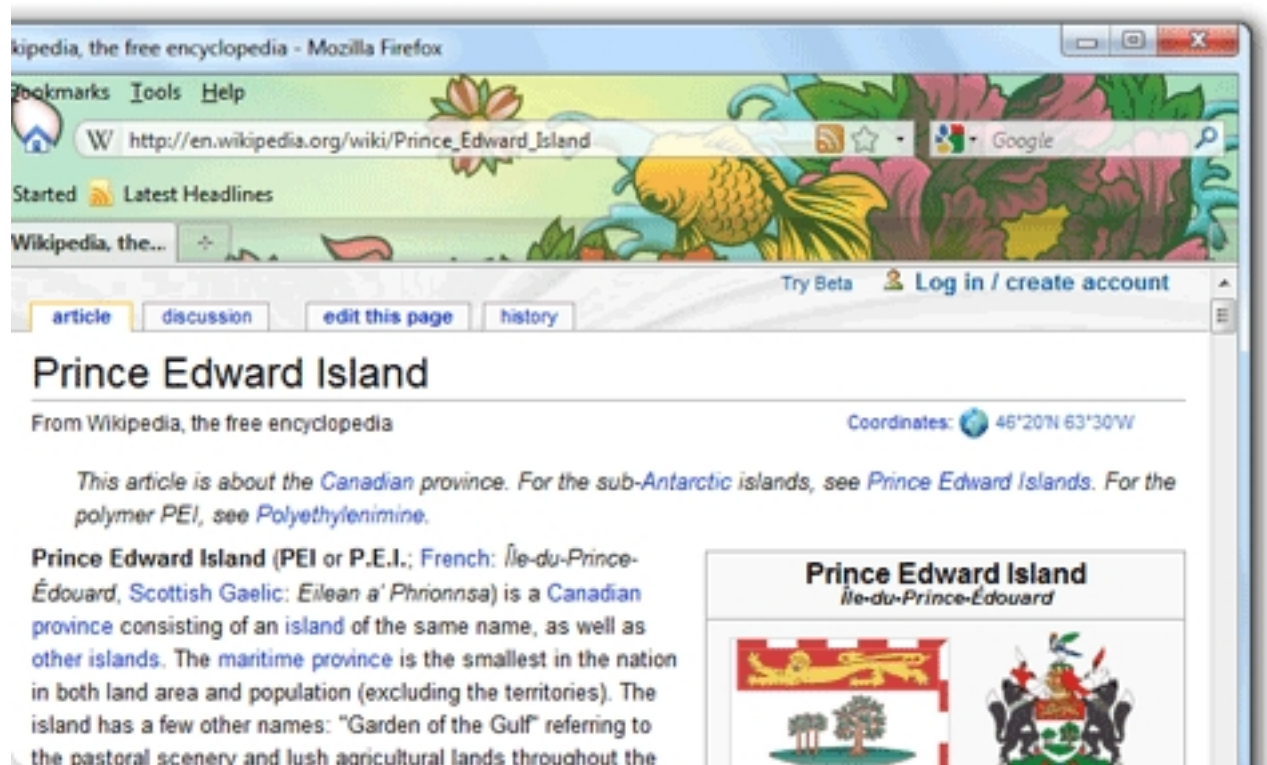 kipedia, the free encyclopedia - Mozilla Firefox
Bookmarks Tools Help
W http://en.wikipedia.org/wiki/Prince_Edward_Island Google
Started Latest Headlines
Wikipedia, the...
Try Beta Log in / create account
article discussion edit this page history
Prince Edward Island
From Wikipedia, the free encyclopedia Coordinates: 46°20'N 63°30'W
This article is about the Canadian province. For the sub-Antarctic islands, see Prince Edward Islands. For the
polymer PEI, see Polyethylenimine.
Prince Edward Island (PEI or P.E.I.; French: Île-du-Prince-
Édouard, Scottish Gaelic: Eilean a' Phrionnsa) is a Canadian
province consisting of an island of the same name, as well as
other islands. The maritime province is the smallest in the nation
in both land area and population (excluding the territories). The
island has a few other names: "Garden of the Gulf" referring to
the pastoral scenery and lush agricultural lands throughout the
Prince Edward Island
Île-du-Prince-Édouard